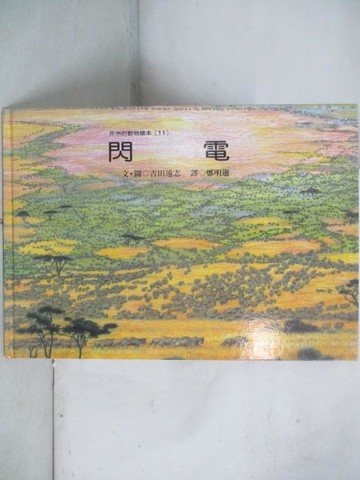 非洲的動物繪本〔11〕
閃電
文・圖□吉田遠志 譯□鄭明進